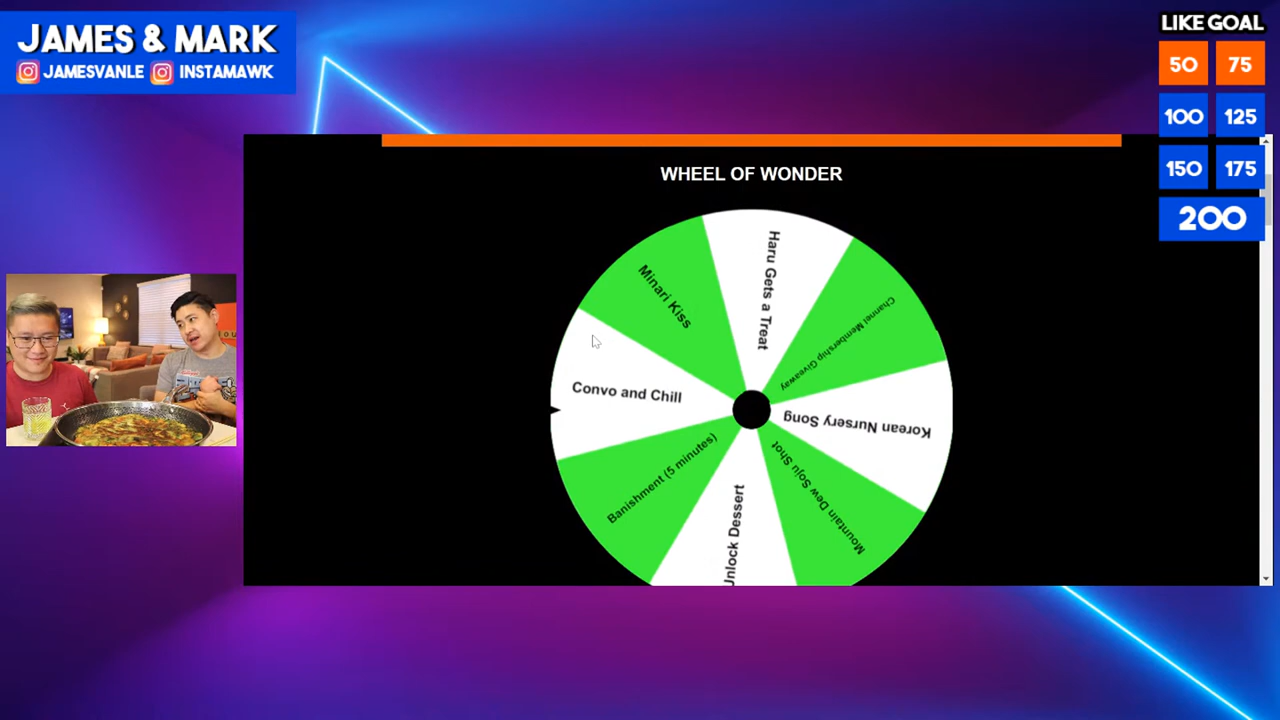 JAMES & MARK
JAMESVANLE INSTAMAWK
LIKE GOAL
50 75
100 125
150 175
200
WHEEL OF WONDER
Minari Kiss
Haru Gets a Treat
Channel Membership Giveaway
Convo and Chill
Korean Nursery Song
Banishment (5 minutes)
Unlock Dessert
Mountain Dew Soju Shot